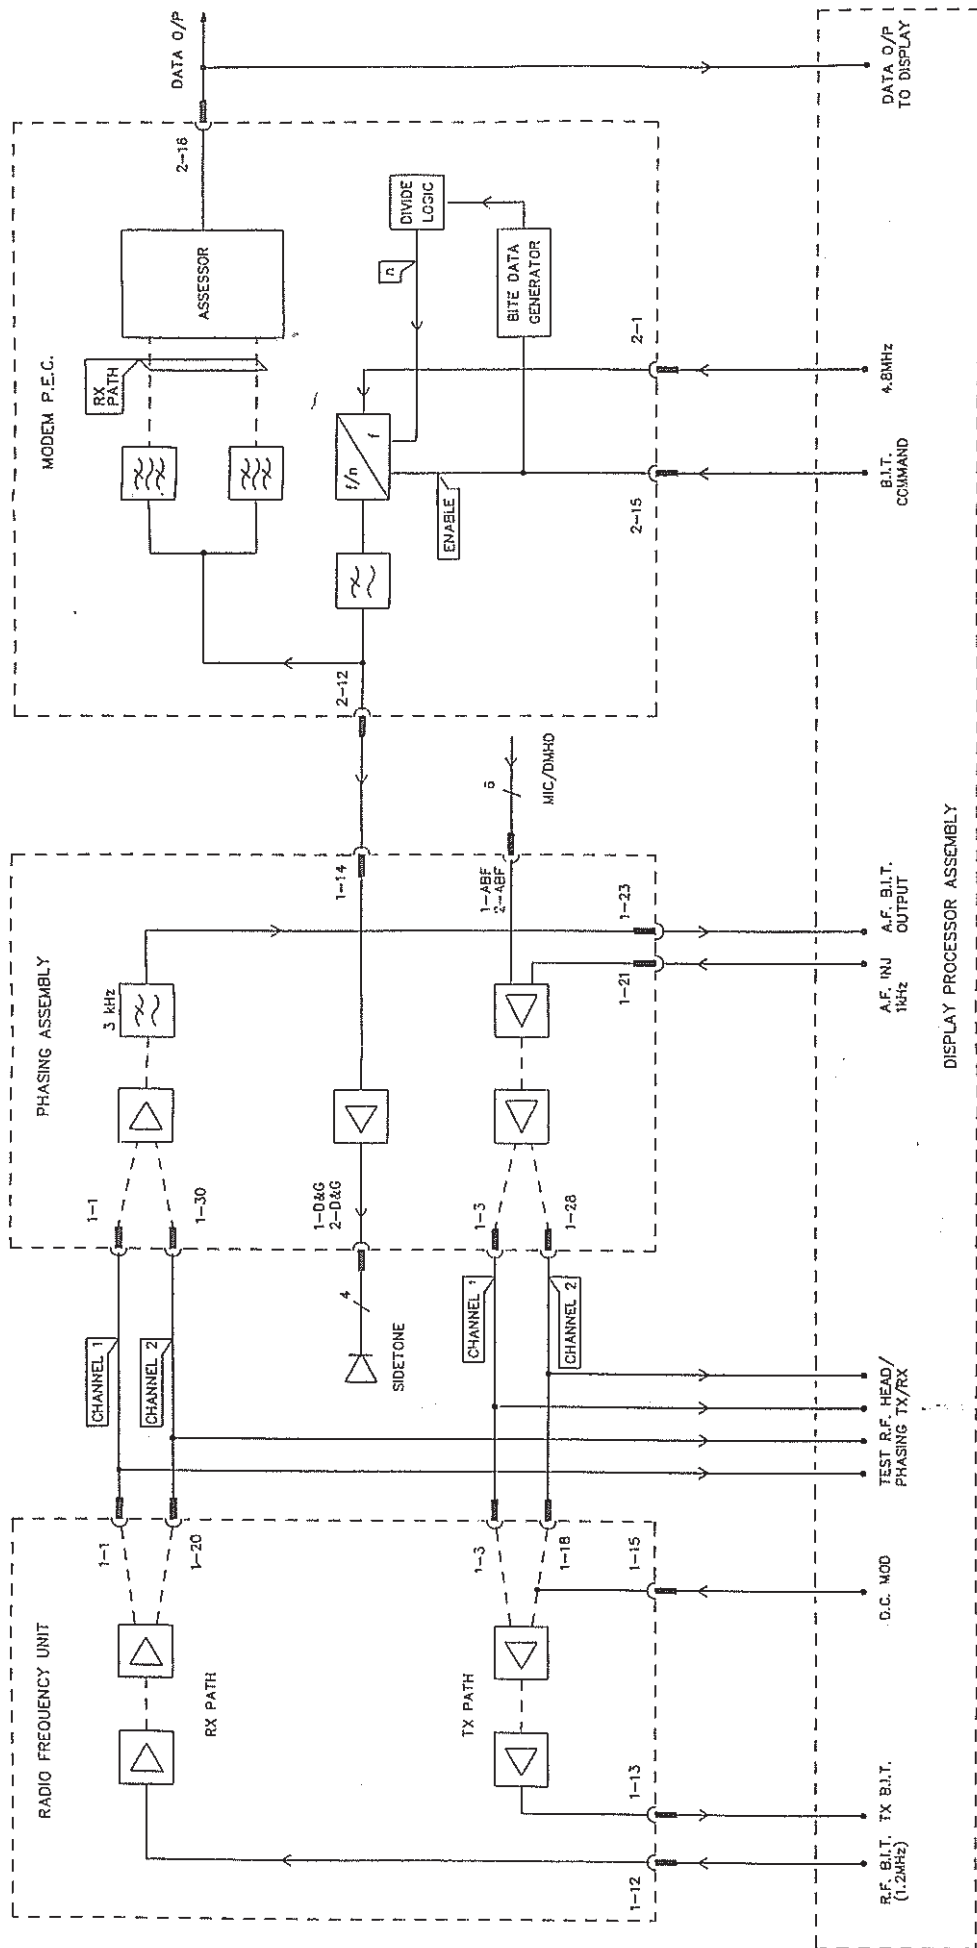 RADIO FREQUENCY UNIT
RX PATH
TX PATH
1-1
1-20
1-3
1-18
1-15
1-13
1-12
CHANNEL 1
CHANNEL 2
CHANNEL 1
CHANNEL 2
SIDETONE
4
PHASING ASSEMBLY
1-1
1-30
3 kHz
1-D&G
2-D&G
1-14
1-3
1-28
1-ABF
2-ABF
1-21
1-23
6
MIC/DMHD
MODEM P.E.C.
RX
PATH
ASSESSOR
2-16
DATA O/P
2-12
f/n
f
n
DIVIDE
LOGIC
BITE DATA
GENERATOR
ENABLE
2-15
2-1
R.F. B.I.T.
(1.2MHz)
TX B.I.T.
D.C. MOD
TEST R.F. HEAD/
PHASING TX/RX
A.F. INJ
1kHz
A.F. B.I.T.
OUTPUT
B.I.T.
COMMAND
4.8MHz
DATA O/P
TO DISPLAY
DISPLAY PROCESSOR ASSEMBLY